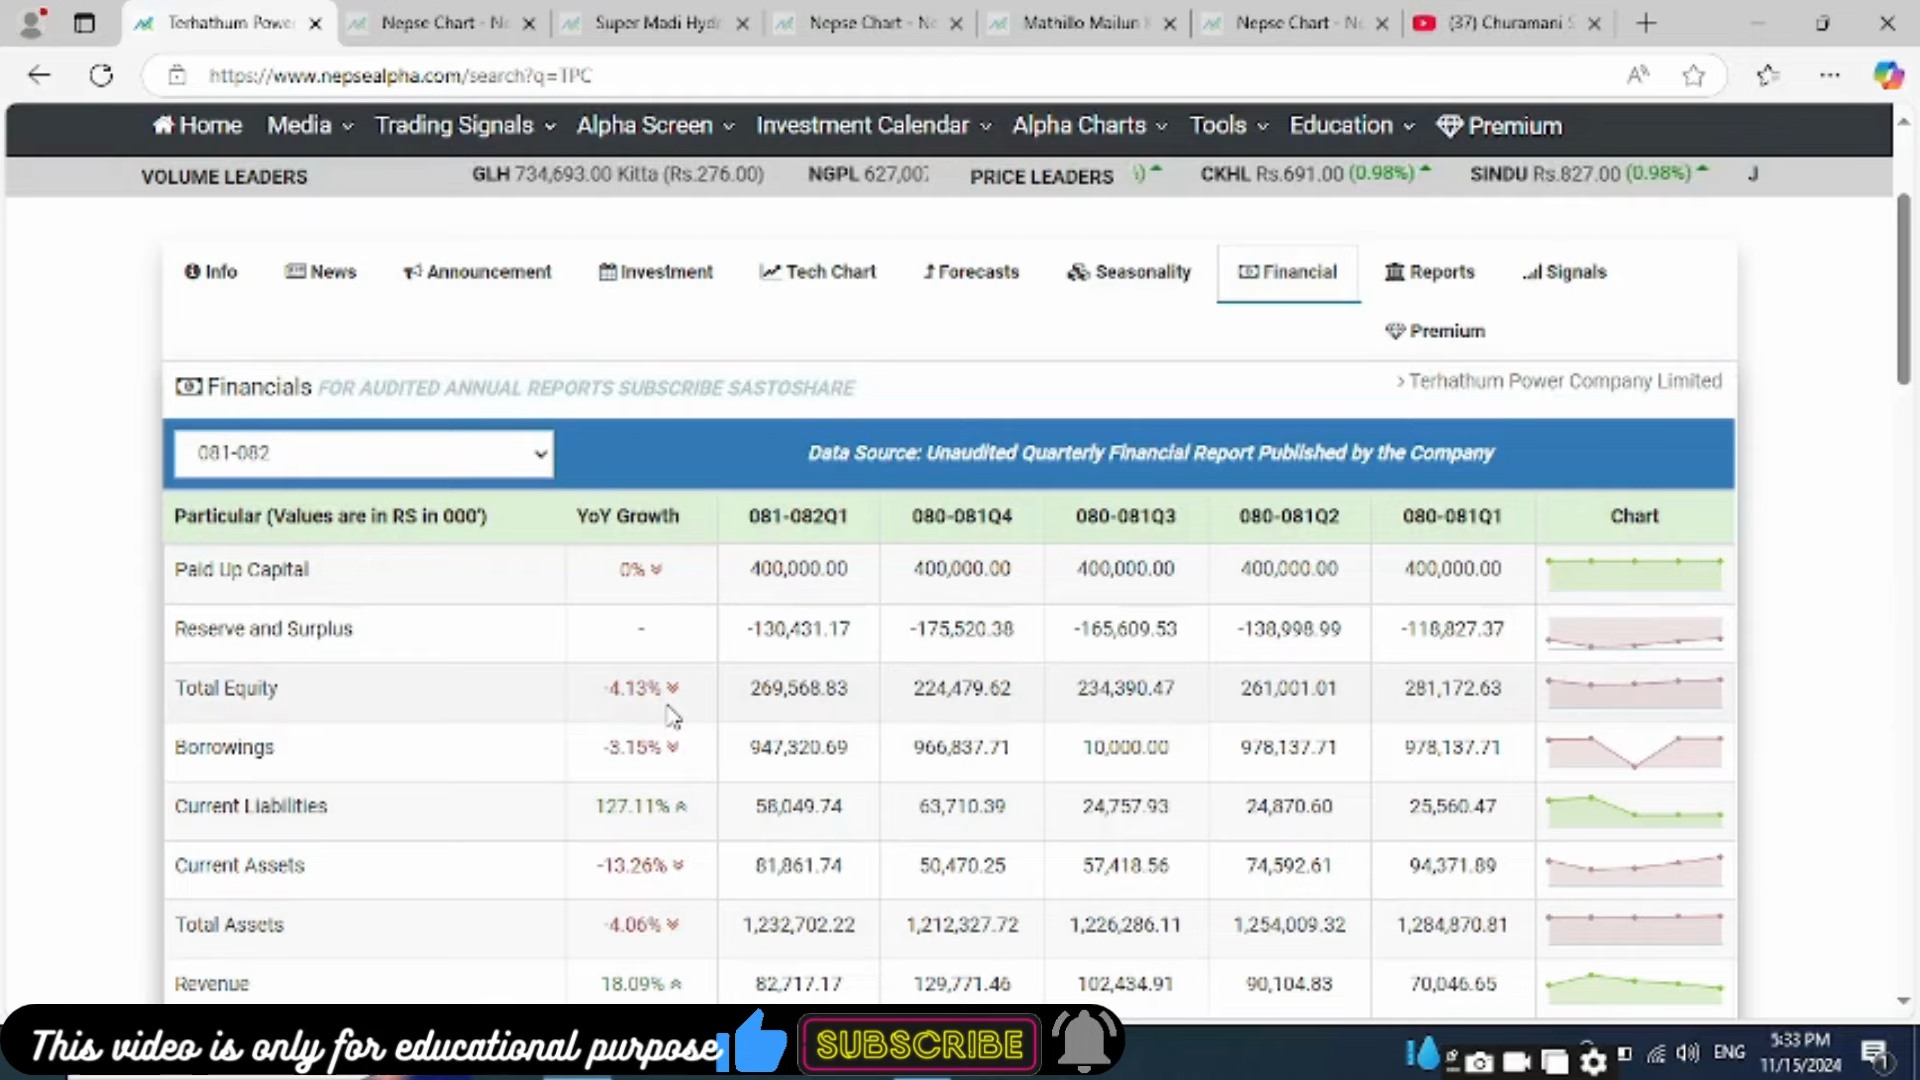 Terhathum Powe
Nepse Chart - Ne
Super Madi Hydr
Nepse Chart - Ne
Mathillo Mailun
Nepse Chart - Ne
(37) Churamani S
https://www.nepsealpha.com/search?q=TPC
Home Media Trading Signals Alpha Screen Investment Calendar Alpha Charts Tools Education Premium
VOLUME LEADERS GLH 734,693.00 Kitta (Rs.276.00) NGPL 627,007 PRICE LEADERS CKHL Rs.691.00 (0.98%) SINDU Rs.827.00 (0.98%) J
Info News Announcement Investment Tech Chart Forecasts Seasonality Financial Reports Signals
Premium
Financials FOR AUDITED ANNUAL REPORTS SUBSCRIBE SASTOSHARE
> Terhathum Power Company Limited
081-082 Data Source: Unaudited Quarterly Financial Report Published by the Company
Particular (Values are in RS in 000') YoY Growth 081-082Q1 080-081Q4 080-081Q3 080-081Q2 080-081Q1 Chart
Paid Up Capital 0% 400,000.00 400,000.00 400,000.00 400,000.00 400,000.00
Reserve and Surplus - -130,431.17 -175,520.38 -165,609.53 -138,998.99 -118,827.37
Total Equity -4.13% 269,568.83 224,479.62 234,390.47 261,001.01 281,172.63
Borrowings -3.15% 947,320.69 966,837.71 10,000.00 978,137.71 978,137.71
Current Liabilities 127.11% 58,049.74 63,710.39 24,757.93 24,870.60 25,560.47
Current Assets -13.26% 81,861.74 50,470.25 57,418.56 74,592.61 94,371.89
Total Assets -4.06% 1,232,702.22 1,212,327.72 1,226,286.11 1,254,009.32 1,284,870.81
Revenue 18.09% 82,717.17 129,771.46 102,434.91 90,104.83 70,046.65
This video is only for educational purpose
SUBSCRIBE
ENG
5:33 PM
11/15/2024